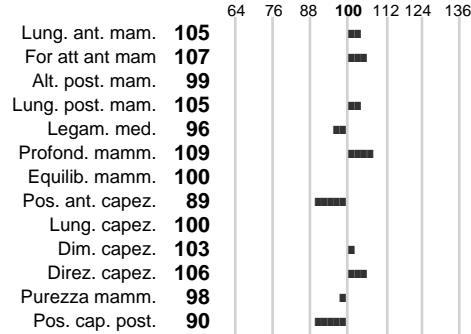 64 76 88 100 112 124 136
Lung. ant. mam. 105
For att ant mam 107
Alt. post. mam. 99
Lung. post. mam. 105
Legam. med. 96
Profond. mamm. 109
Equilib. mamm. 100
Pos. ant. capez. 89
Lung. capez. 100
Dim. capez. 103
Direz. capez. 106
Purezza mamm. 98
Pos. cap. post. 90